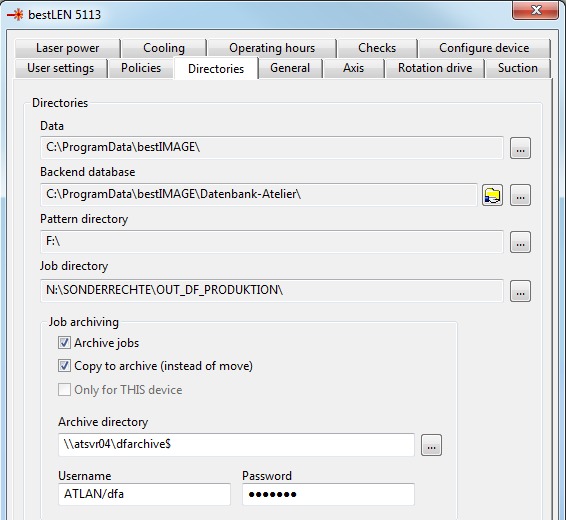 bestLEN 5113
Laser power Cooling Operating hours Checks Configure device
User settings Policies Directories General Axis Rotation drive Suction
Directories
Data
C:\ProgramData\bestIMAGE\
...
Backend database
C:\ProgramData\bestIMAGE\Datenbank-Atelier\
...
Pattern directory
F:\
...
Job directory
N:\SONDERRECHTE\OUT_DF_PRODUKTION\
...
Job archiving
Archive jobs
Copy to archive (instead of move)
Only for THIS device
Archive directory
\\atsvr04\dfarchive$
...
Username Password
ATLAN/dfa ●●●●●●●